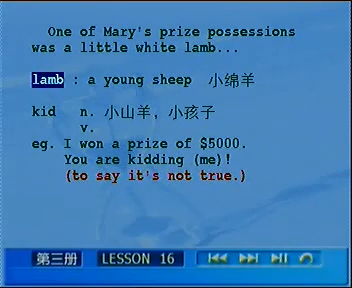 One of Mary's prize possessions
was a little white lamb...
lamb : a young sheep 小绵羊
kid n. 小山羊，小孩子
v.
eg. I won a prize of $5000.
You are kidding (me)!
(to say it's not true.)
第三册 LESSON 16